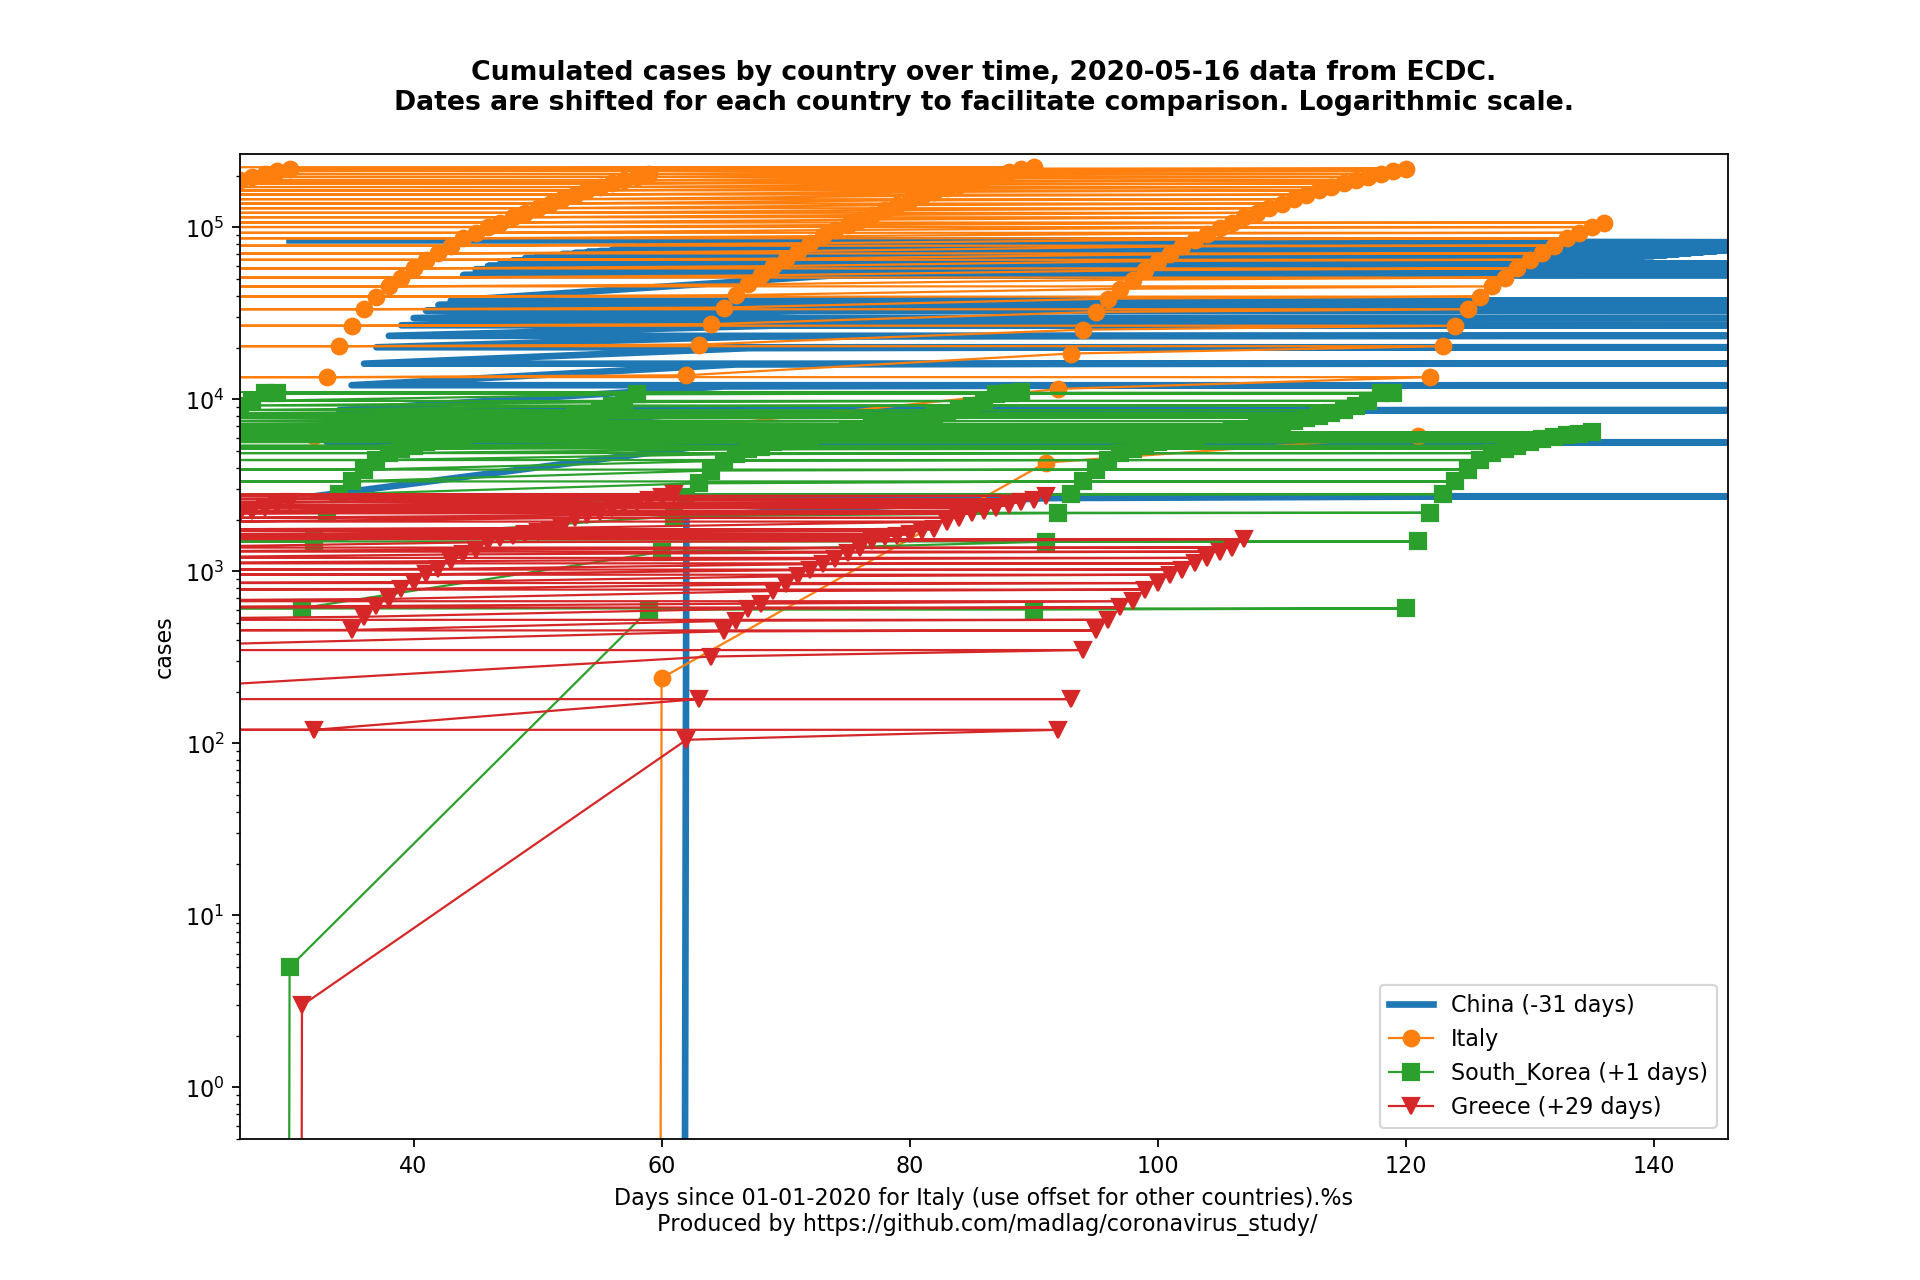 Cumulated cases by country over time, 2020-05-16 data from ECDC.
Dates are shifted for each country to facilitate comparison. Logarithmic scale.
10^5
10^4
10^3
10^2
10^1
10^0
cases
40 60 80 100 120 140
Days since 01-01-2020 for Italy (use offset for other countries).%s
Produced by https://github.com/madlag/coronavirus_study/
China (-31 days)
Italy
South_Korea (+1 days)
Greece (+29 days)